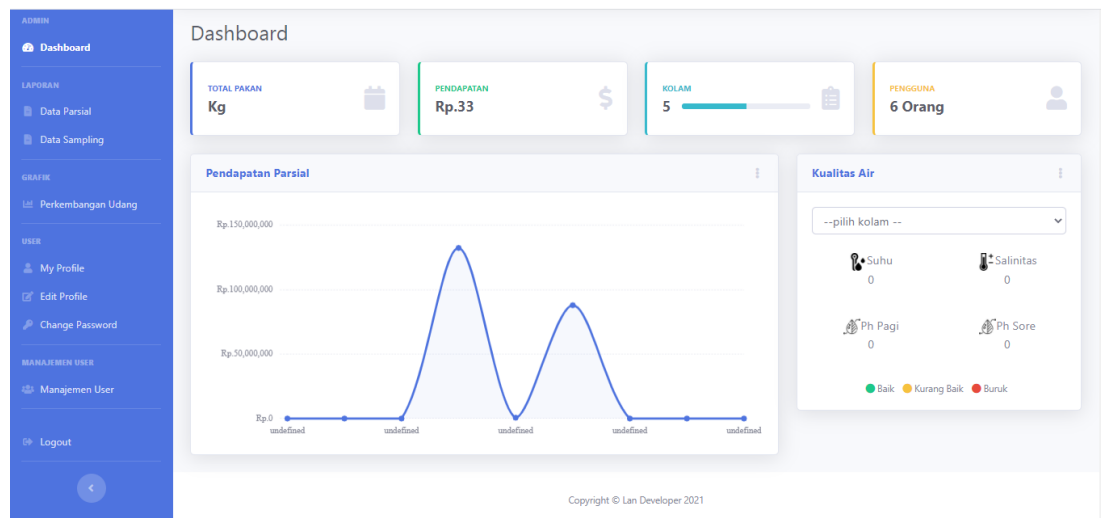 ADMIN
Dashboard
LAPORAN
Data Parsial
Data Sampling
GRAFIK
Perkembangan Udang
USER
My Profile
Edit Profile
Change Password
MANAJEMEN USER
Manajemen User
Logout
Dashboard
TOTAL PAKAN
Kg
PENDAPATAN
Rp.33
KOLAM
5
PENGGUNA
6 Orang
Pendapatan Parsial
Rp.150,000,000
Rp.100,000,000
Rp.50,000,000
Rp.0
undefined undefined undefined undefined undefined
Kualitas Air
--pilih kolam --
Suhu
0
Salinitas
0
Ph Pagi
0
Ph Sore
0
Baik Kurang Baik Buruk
Copyright © Lan Developer 2021